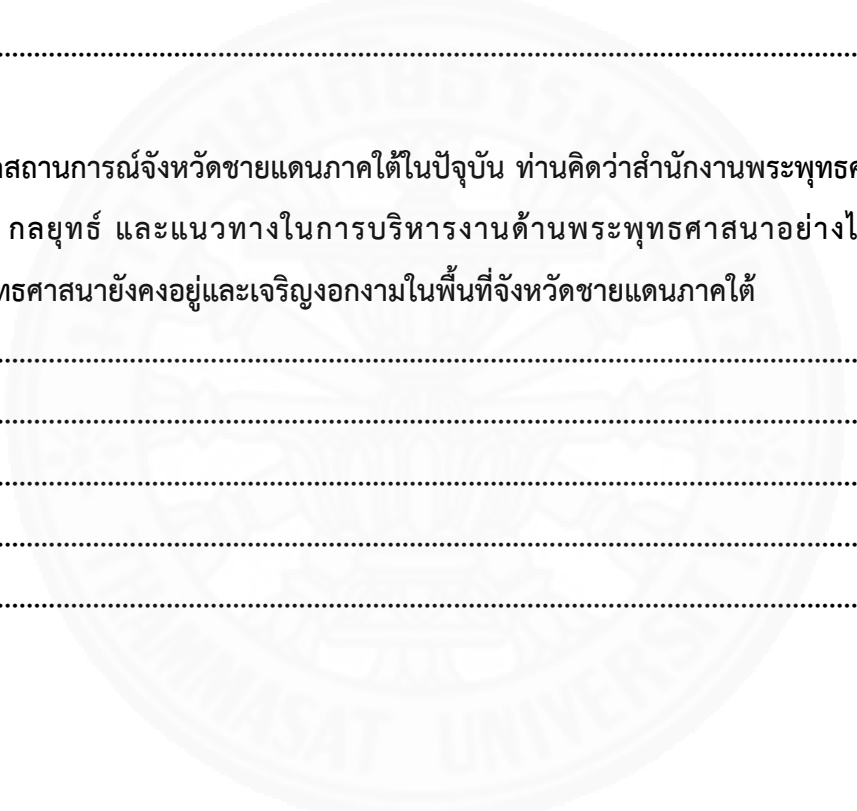 ..........................................................................................
สถานการณ์จังหวัดชายแดนภาคใต้ในปัจจุบัน ท่านคิดว่าสำนักงานพระพุทธ
กลยุทธ์ และแนวทางในการบริหารงานด้านพระพุทธศาสนาอย่าง
ทธศาสนายังคงอยู่และเจริญงอกงามในพื้นที่จังหวัดชายแดนภาคใต้
..........................................................................................
..........................................................................................
..........................................................................................
..........................................................................................
..........................................................................................
THAMMASAT UNIVERSITY